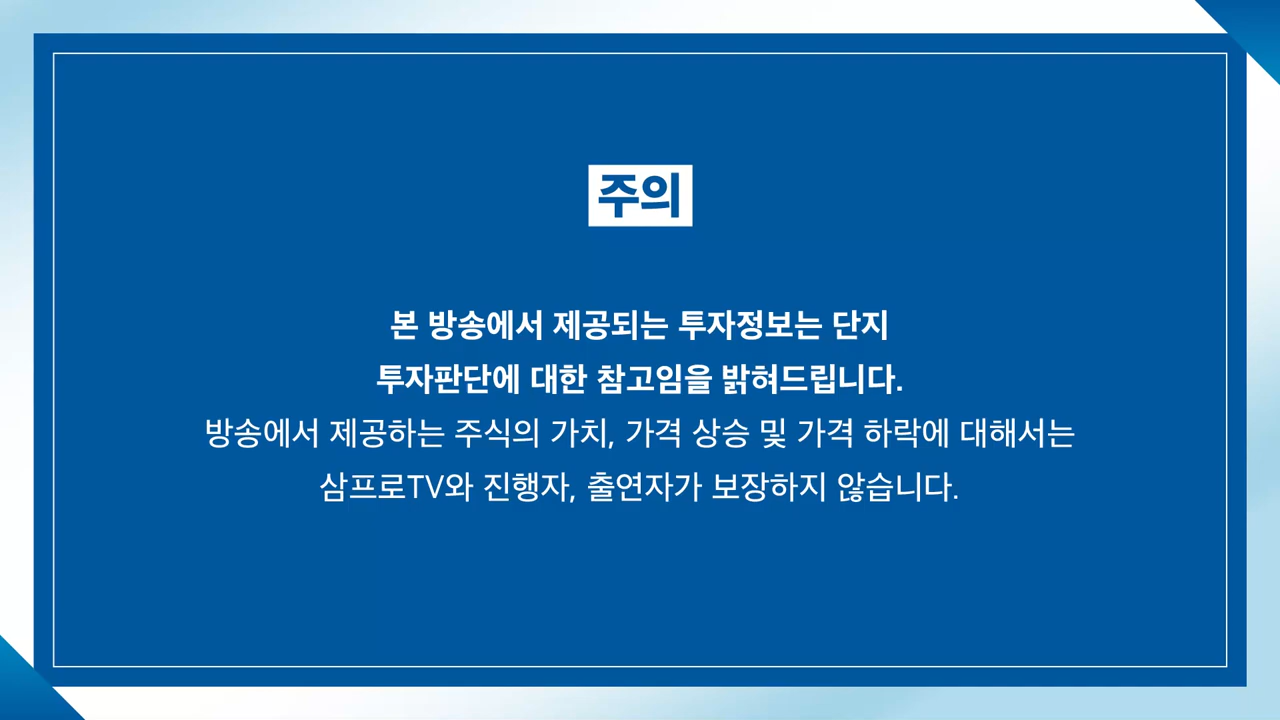 주의
본 방송에서 제공되는 투자정보는 단지
투자판단에 대한 참고임을 밝혀드립니다.
방송에서 제공하는 주식의 가치, 가격 상승 및 가격 하락에 대해서는
삼프로TV와 진행자, 출연자가 보장하지 않습니다.